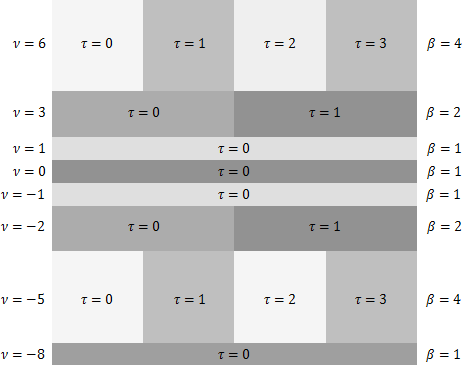 ν = 6 τ = 0 τ = 1 τ = 2 τ = 3 β = 4
ν = 3 τ = 0 τ = 1 β = 2
ν = 1 τ = 0 β = 1
ν = 0 τ = 0 β = 1
ν = −1 τ = 0 β = 1
ν = −2 τ = 0 τ = 1 β = 2
ν = −5 τ = 0 τ = 1 τ = 2 τ = 3 β = 4
ν = −8 τ = 0 β = 1